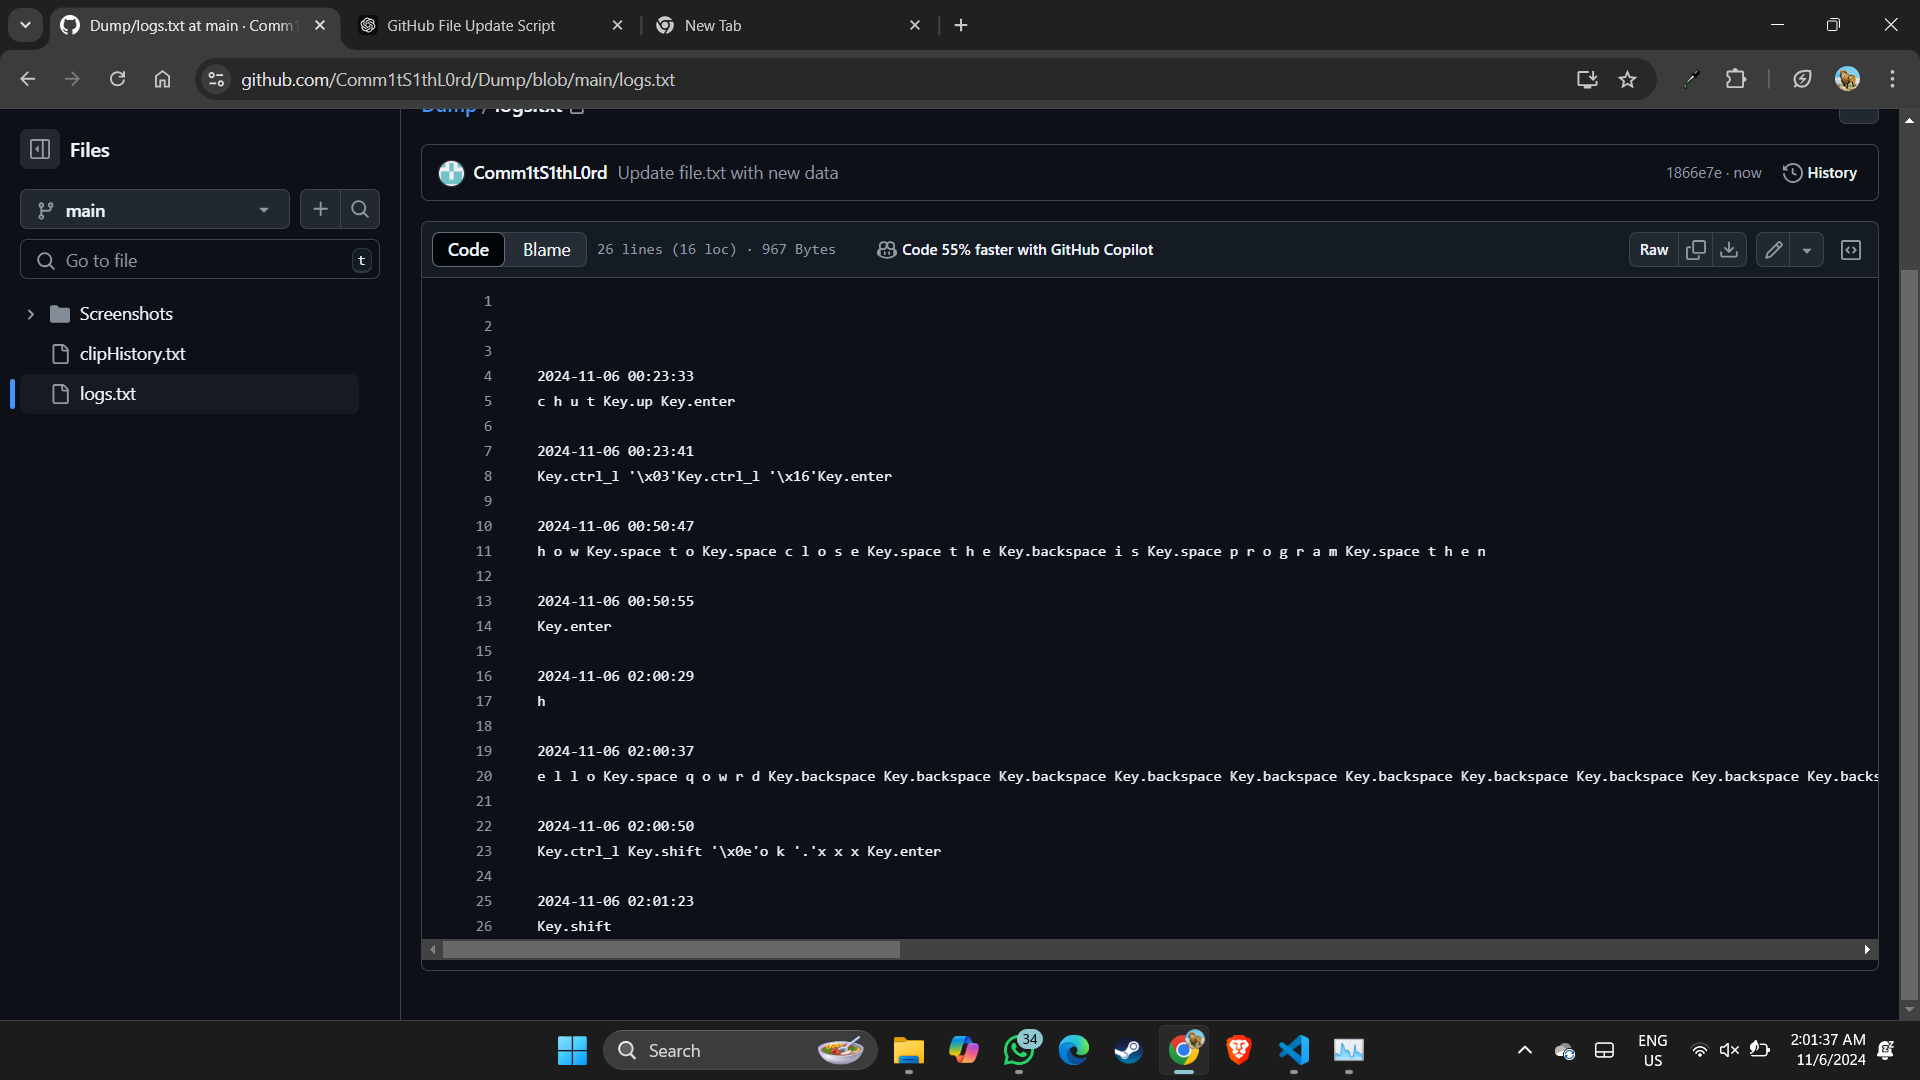 Dump/logs.txt at main · Comm1
GitHub File Update Script
New Tab
github.com/Comm1tS1thL0rd/Dump/blob/main/logs.txt
Dump / logs.txt
Files
Comm1tS1thL0rd Update file.txt with new data
1866e7e · now History
main
Code Blame 26 lines (16 loc) · 967 Bytes Code 55% faster with GitHub Copilot Raw
Go to file t
Screenshots
clipHistory.txt
logs.txt
1
2
3
4 2024-11-06 00:23:33
5 c h u t Key.up Key.enter
6
7 2024-11-06 00:23:41
8 Key.ctrl_l '\x03'Key.ctrl_l '\x16'Key.enter
9
10 2024-11-06 00:50:47
11 h o w Key.space t o Key.space c l o s e Key.space t h e Key.backspace i s Key.space p r o g r a m Key.space t h e n
12
13 2024-11-06 00:50:55
14 Key.enter
15
16 2024-11-06 02:00:29
17 h
18
19 2024-11-06 02:00:37
20 e l l o Key.space q o w r d Key.backspace Key.backspace Key.backspace Key.backspace Key.backspace Key.backspace Key.backspace Key.backspace Key.backspace Key.backs
21
22 2024-11-06 02:00:50
23 Key.ctrl_l Key.shift '\x0e'o k '.'x x x Key.enter
24
25 2024-11-06 02:01:23
26 Key.shift
Search
34
ENG
US
2:01:37 AM
11/6/2024